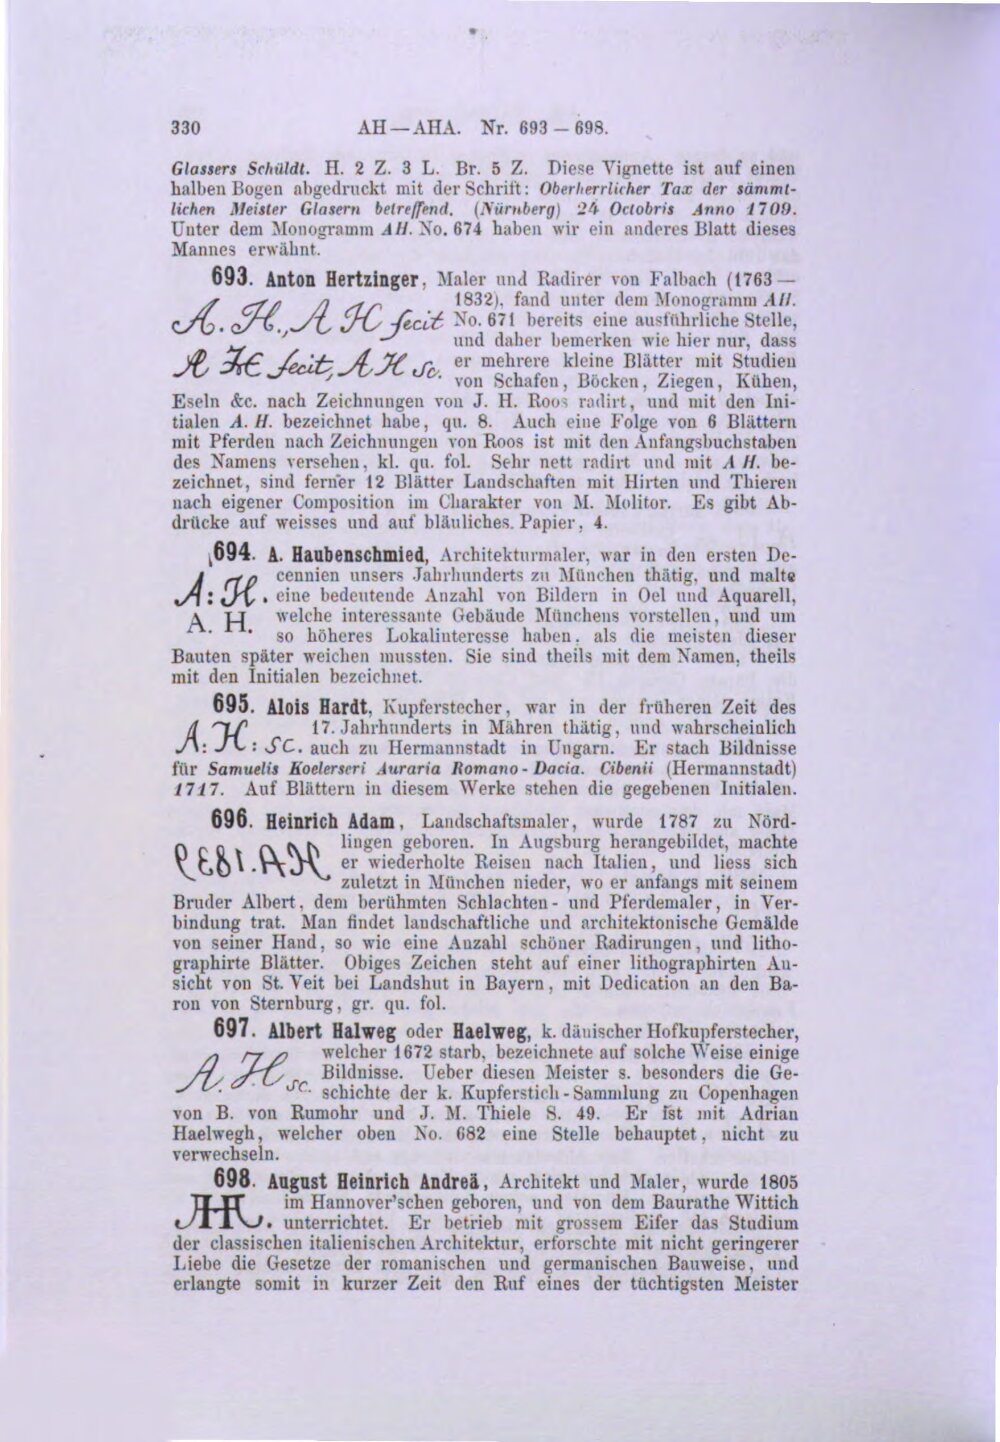 330 AH—AHA. Nr. 693—698.
Glassers Schüldt. H. 2 Z. 3 L. Br. 5 Z. Diese Vignette ist auf einen
halben Bogen abgedruckt mit der Schrift: Oberherrlicher Tax der sämmt-
lichen Meister Glasern betreffend. (Nürnberg) 24 Octobris Anno 1709.
Unter dem Monogramm AH. No. 674 haben wir ein anderes Blatt dieses
Mannes erwähnt.
693. Anton Hertzinger, Maler und Radirer von Falbach (1763—
1832), fand unter dem Monogramm AH.
A. H., A H fecit No. 671 bereits eine ausführliche Stelle,
und daher bemerken wie hier nur, dass
A H fecit, A H sc. er mehrere kleine Blätter mit Studien
von Schafen, Böcken, Ziegen, Kühen,
Eseln &c. nach Zeichnungen von J. H. Roos radirt, und mit den Ini-
tialen A. H. bezeichnet habe, qu. 8. Auch eine Folge von 6 Blättern
mit Pferden nach Zeichnungen von Roos ist mit den Anfangsbuchstaben
des Namens versehen, kl. qu. fol. Sehr nett radirt und mit A H. be-
zeichnet, sind ferner 12 Blätter Landschaften mit Hirten und Thieren
nach eigener Composition im Charakter von M. Molitor. Es gibt Ab-
drücke auf weisses und auf bläuliches Papier, 4.
694. A. Haubenschmied, Architekturmaler, war in den ersten De-
cennien unsers Jahrhunderts zu München thätig, und malte
A: H. eine bedeutende Anzahl von Bildern in Oel und Aquarell,
A. H. welche interessante Gebäude Münchens vorstellen, und um
so höheres Lokalinteresse haben, als die meisten dieser
Bauten später weichen mussten. Sie sind theils mit dem Namen, theils
mit den Initialen bezeichnet.
695. Alois Hardt, Kupferstecher, war in der früheren Zeit des
17. Jahrhunderts in Mähren thätig, und wahrscheinlich
A: H: sc. auch zu Hermannstadt in Ungarn. Er stach Bildnisse
für Samuelis Koelerseri Auraria Romano-Dacia. Cibenii (Hermannstadt)
1717. Auf Blättern in diesem Werke stehen die gegebenen Initialen.
696. Heinrich Adam, Landschaftsmaler, wurde 1787 zu Nörd-
lingen geboren. In Augsburg herangebildet, machte
er wiederholte Reisen nach Italien, und liess sich
zuletzt in München nieder, wo er anfangs mit seinem
Bruder Albert, dem berühmten Schlachten- und Pferdemaler, in Ver-
bindung trat. Man findet landschaftliche und architektonische Gemälde
von seiner Hand, so wie eine Anzahl schöner Radirungen, und litho-
graphirte Blätter. Obiges Zeichen steht auf einer lithographirten An-
sicht von St. Veit bei Landshut in Bayern, mit Dedication an den Ba-
ron von Sternburg, gr. qu. fol.
697. Albert Halweg oder Haelweg, k. dänischer Hofkupferstecher,
welcher 1672 starb, bezeichnete auf solche Weise einige
A. H. sc. Bildnisse. Ueber diesen Meister s. besonders die Ge-
schichte der k. Kupferstich-Sammlung zu Copenhagen
von B. von Rumohr und J. M. Thiele S. 49. Er ist mit Adrian
Haelwegh, welcher oben No. 682 eine Stelle behauptet, nicht zu
verwechseln.
698. August Heinrich Andreä, Architekt und Maler, wurde 1805
im Hannover'schen geboren, und von dem Baurathe Wittich
unterrichtet. Er betrieb mit grossem Eifer das Studium
der classischen italienischen Architektur, erforschte mit nicht geringerer
Liebe die Gesetze der romanischen und germanischen Bauweise, und
erlangte somit in kurzer Zeit den Ruf eines der tüchtigsten Meister